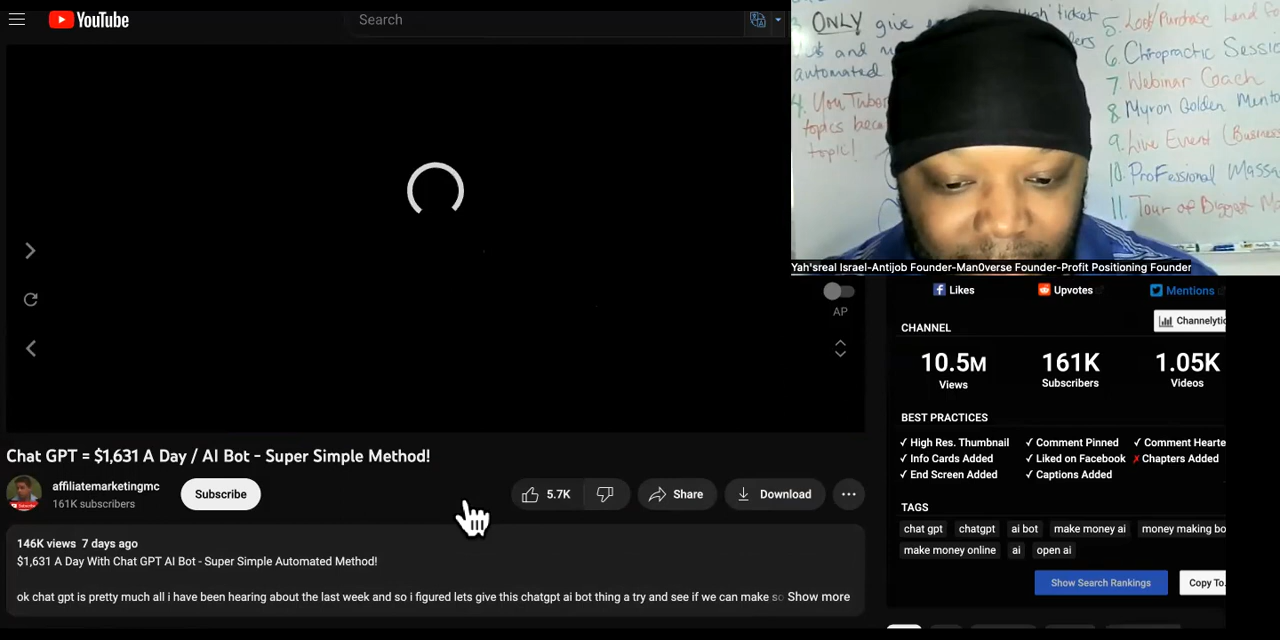 YouTube
Search
3 ONLY give
ticket
and
automated
4. YouTube
topics
topic!
5.
6. Chiropractic
7. Webinar Coach
8. Myron Golden
9. Live Event
10. ProFessional
11. Tour of Biggest
Yah'sreal Israel-Antijob Founder-Man0verse Founder-Profit Positioning Founder
Likes
Upvotes
Mentions
AP
CHANNEL
Channelytic
10.5M
161K
1.05K
Views
Subscribers
Videos
BEST PRACTICES
✓ High Res. Thumbnail
✓ Comment Pinned
✓ Comment Hearte
✓ Info Cards Added
✓ Liked on Facebook
✗ Chapters Added
✓ End Screen Added
✓ Captions Added
Chat GPT = $1,631 A Day / AI Bot - Super Simple Method!
affiliatemarketingmc
161K subscribers
Subscribe
5.7K
Share
Download
TAGS
chat gpt
chatgpt
ai bot
make money ai
money making bo
make money online
ai
open ai
146K views 7 days ago
$1,631 A Day With Chat GPT AI Bot - Super Simple Automated Method!
ok chat gpt is pretty much all i have been hearing about the last week and so i figured lets give this chatgpt ai bot thing a try and see if we can make so Show more
Show Search Rankings
Copy To